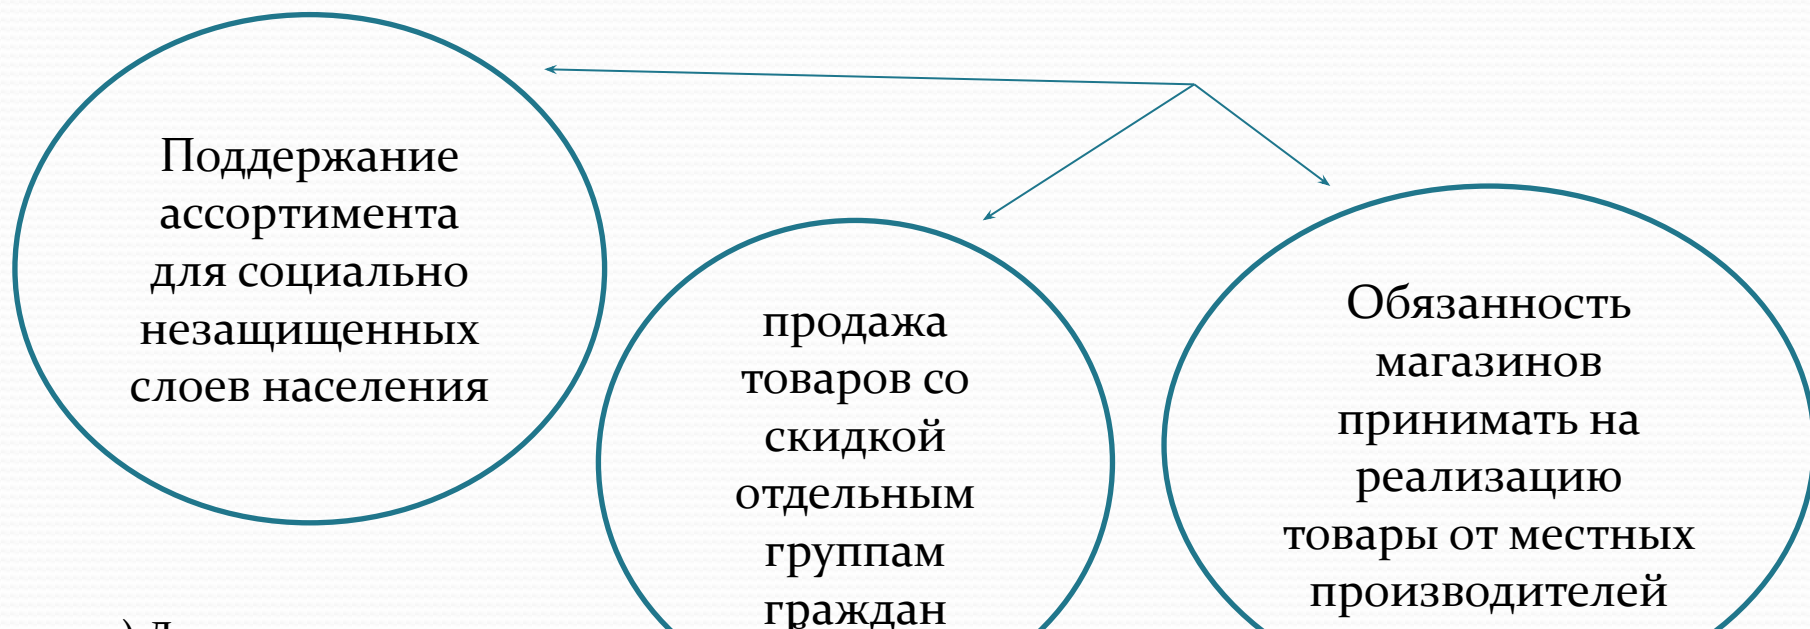 Поддержание
ассортимента
для социально
незащищенных
слоев населения
продажа
товаров со
скидкой
отдельным
группам
граждан
Обязанность
магазинов
принимать на
реализацию
товары от местных
производителей